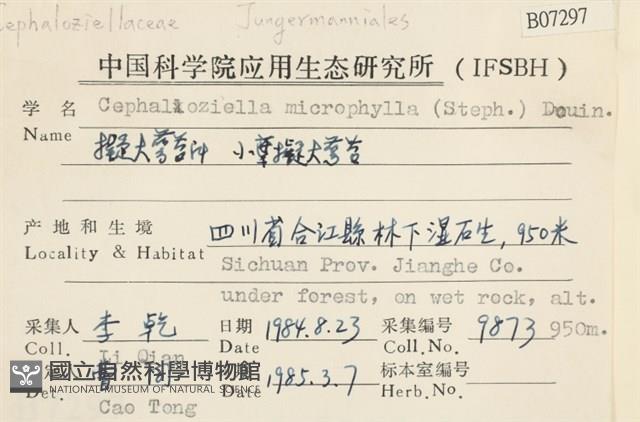 Cephaloziellaceae Jungermanniales
B07297
中国科学院应用生态研究所 (IFSBH)
学名 Cephaloziella microphylla (Steph.) Douin.
Name
拟大萼苔科 小葉擬大萼苔
产地和生境 四川省合江縣林下湿石生, 950米
Locality & Habitat Sichuan Prov. Jianghe Co.
under forest, on wet rock, alt.
采集人 李乾 日期 1984.8.23 采集编号 9873 950m.
Coll. Li Qian Date Coll.No.
國立自然科學博物館 1985.3.7 标本室编号
NATIONAL MUSEUM OF NATURAL SCIENCE
Det. Date Herb.No.
Cao Tong